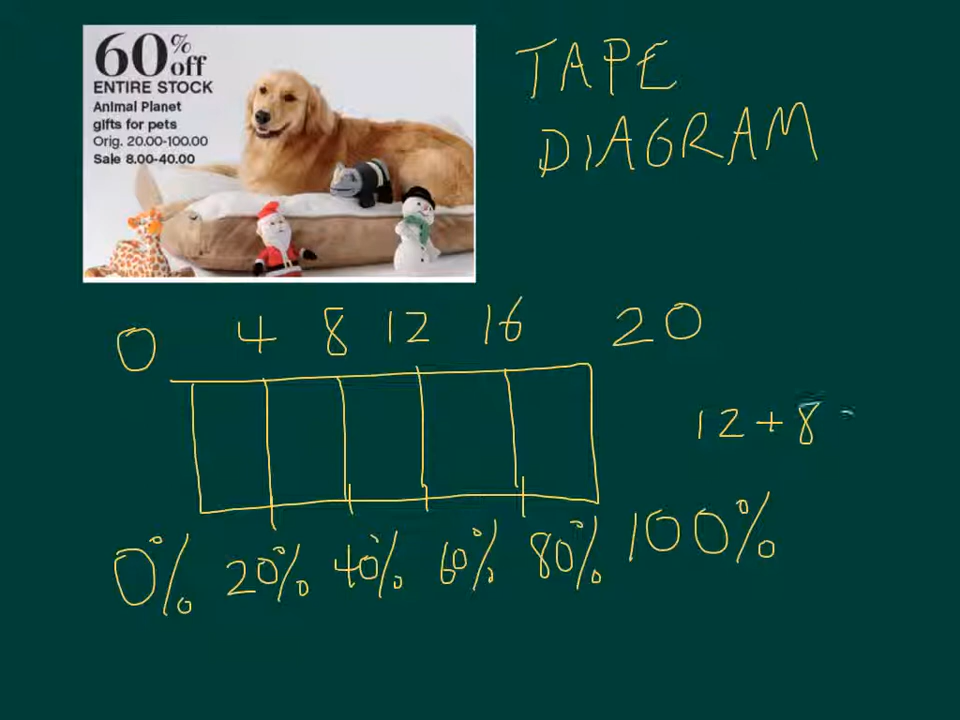 60% off
ENTIRE STOCK
Animal Planet
gifts for pets
Orig. 20.00-100.00
Sale 8.00-40.00
TAPE
DIAGRAM
0 4 8 12 16 20
12 + 8 =
0% 20% 40% 60% 80% 100%